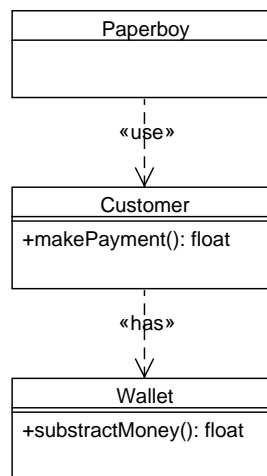 Paperboy
«use»
Customer
+makePayment(): float
«has»
Wallet
+substractMoney(): float